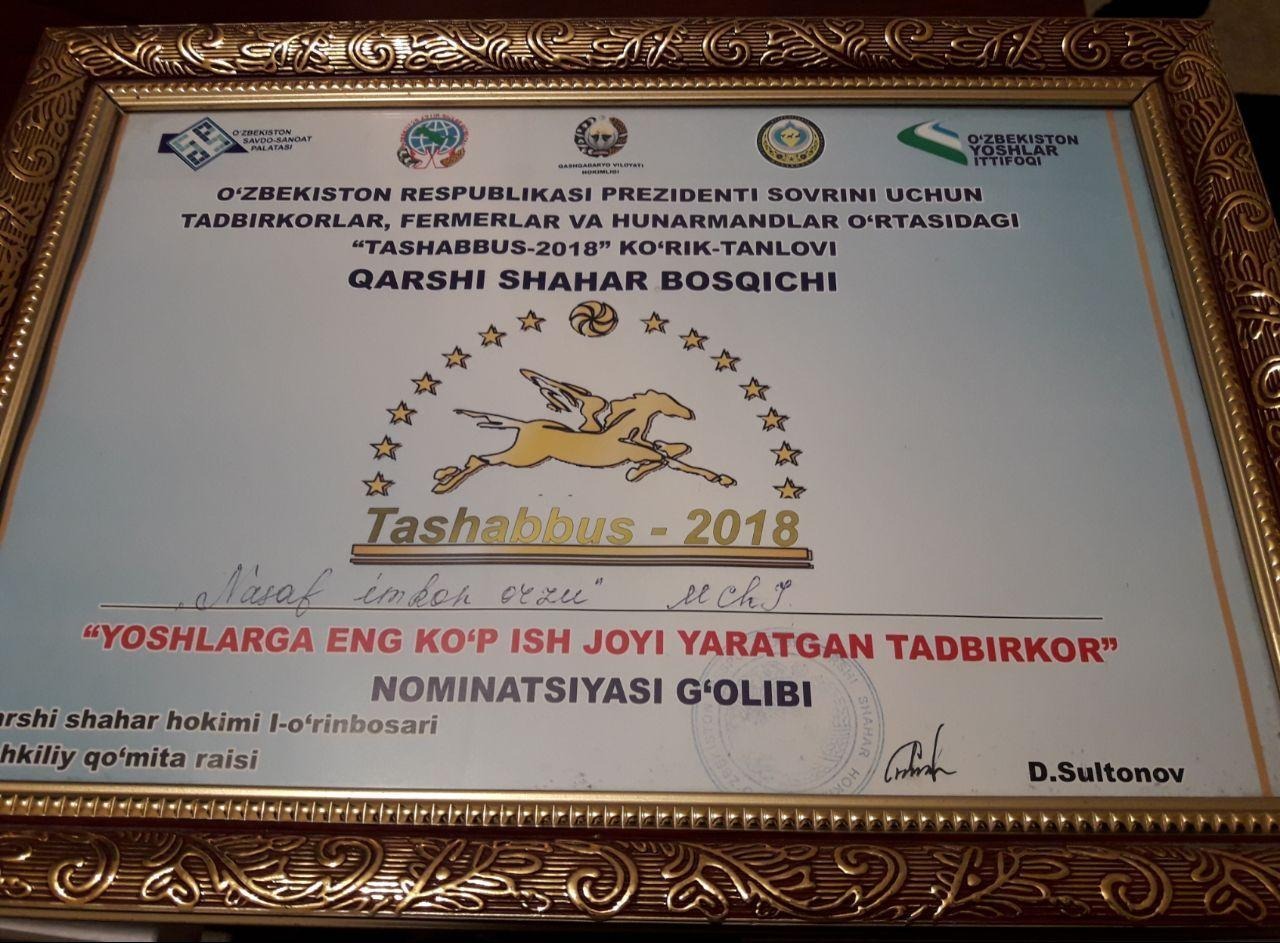 O‘ZBEKISTON
SAVDO-SANOAT
PALATASI
QASHQADARYO VILOYATI
HOKIMLIGI
O‘ZBEKISTON
YOSHLAR
ITTIFOQI
O‘ZBEKISTON RESPUBLIKASI PREZIDENTI SOVRINI UCHUN
TADBIRKORLAR, FERMERLAR VA HUNARMANDLAR O‘RTASIDAGI
“TASHABBUS-2018” KO‘RIK-TANLOVI
QARSHI SHAHAR BOSQICHI
Tashabbus - 2018
„Nasaf imkon orzu" MChJ.
“YOSHLARGA ENG KO‘P ISH JOYI YARATGAN TADBIRKOR”
NOMINATSIYASI G‘OLIBI
arshi shahar hokimi I-o‘rinbosari
hkiliy qo‘mita raisi
D.Sultonov